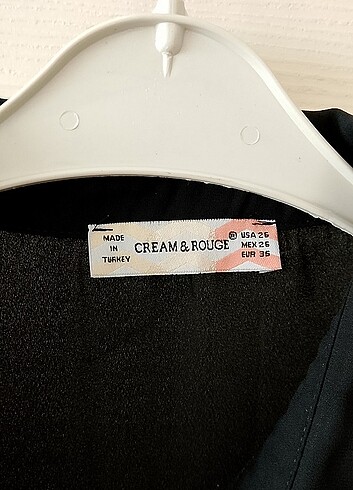 MADE
IN
TURKEY
CREAM & ROUGE ®
USA 26
MEX 26
EUR 36